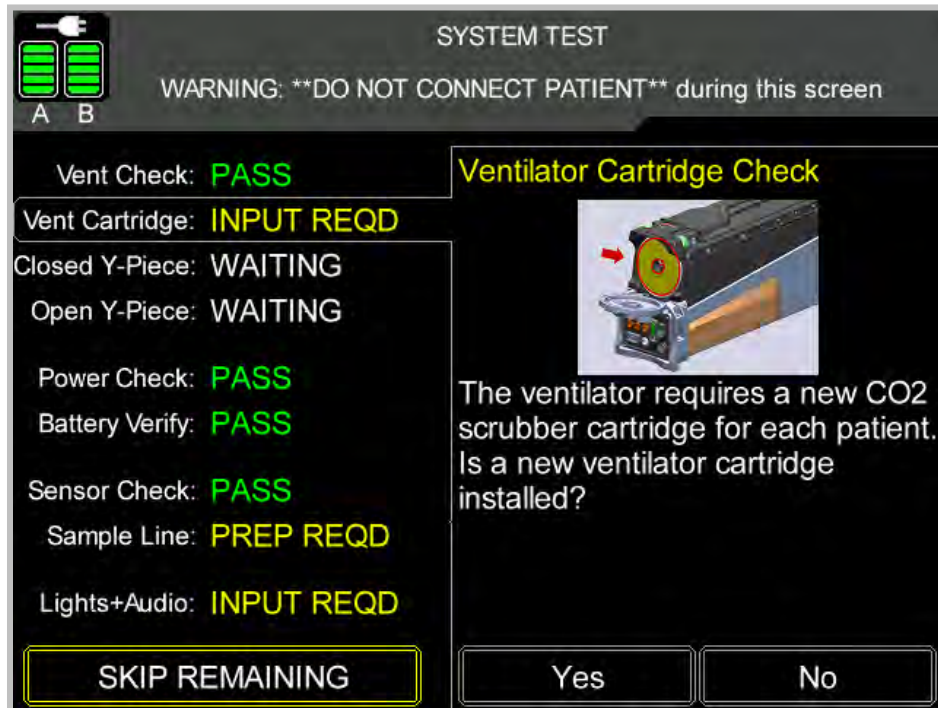 SYSTEM TEST
WARNING: **DO NOT CONNECT PATIENT** during this screen
A B
Vent Check: PASS
Vent Cartridge: INPUT REQD
Closed Y-Piece: WAITING
Open Y-Piece: WAITING
Power Check: PASS
Battery Verify: PASS
Sensor Check: PASS
Sample Line: PREP REQD
Lights+Audio: INPUT REQD
SKIP REMAINING
Ventilator Cartridge Check
The ventilator requires a new CO2
scrubber cartridge for each patient.
Is a new ventilator cartridge
installed?
Yes
No